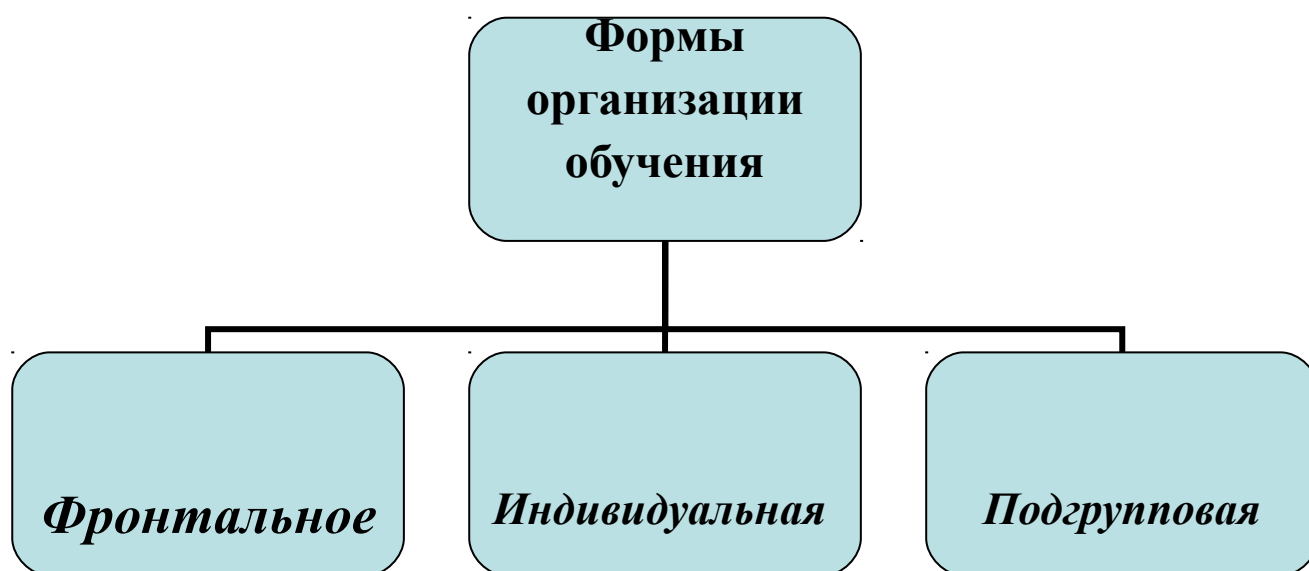 Формы
организации
обучения
Фронтальное
Индивидуальная
Подгрупповая